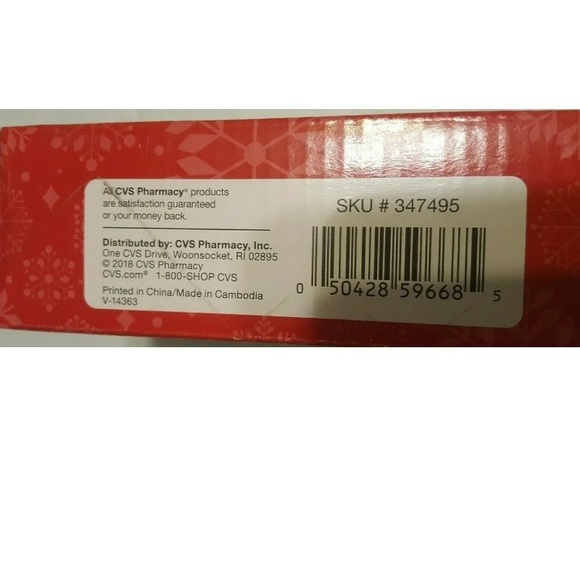 All CVS Pharmacy® products
are satisfaction guaranteed
or your money back.
Distributed by: CVS Pharmacy, Inc.
One CVS Drive, Woonsocket, RI 02895
© 2018 CVS Pharmacy
CVS.com® 1-800-SHOP CVS
Printed in China/Made in Cambodia
V-14363
SKU # 347495
0 50428 59668 5